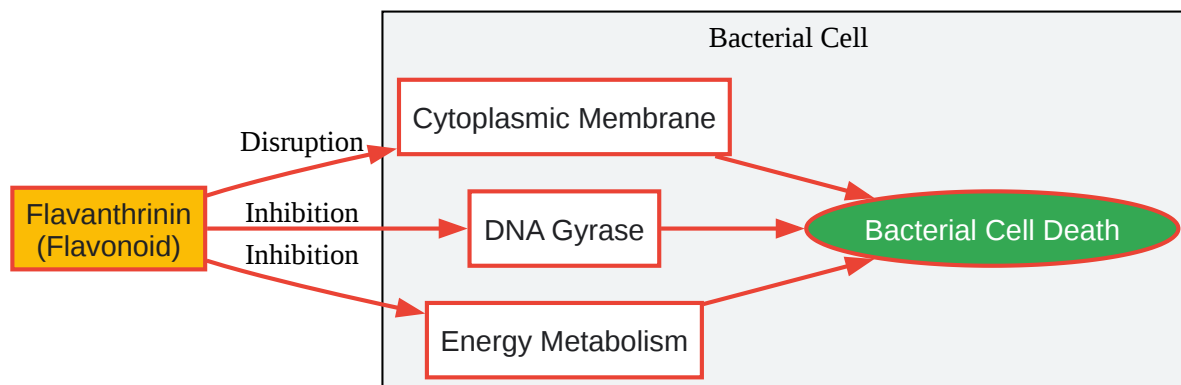 Bacterial Cell
Cytoplasmic Membrane
Disruption
Flavanthrinin
(Flavonoid)
Inhibition
DNA Gyrase
Bacterial Cell Death
Inhibition
Energy Metabolism